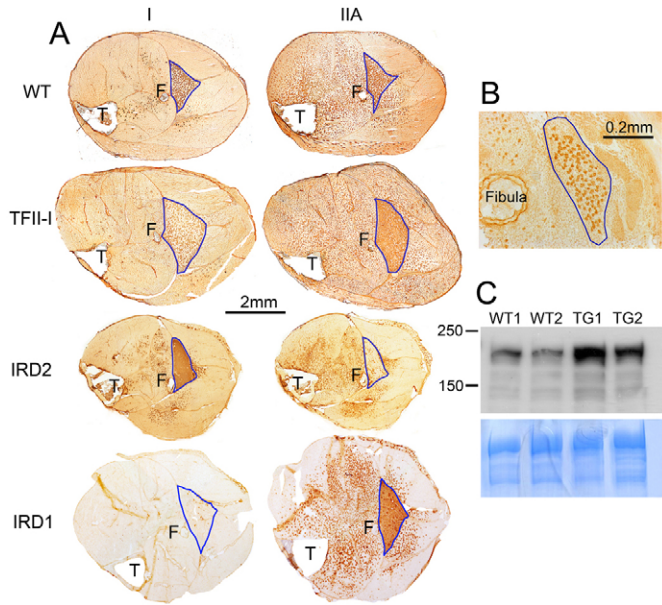 A
I
IIA
WT
F
T
F
T
TFII-I
F
T
F
T
2mm
IRD2
F
T
F
T
IRD1
F
T
F
T
B
0.2mm
Fibula
C
WT1 WT2 TG1 TG2
250
150